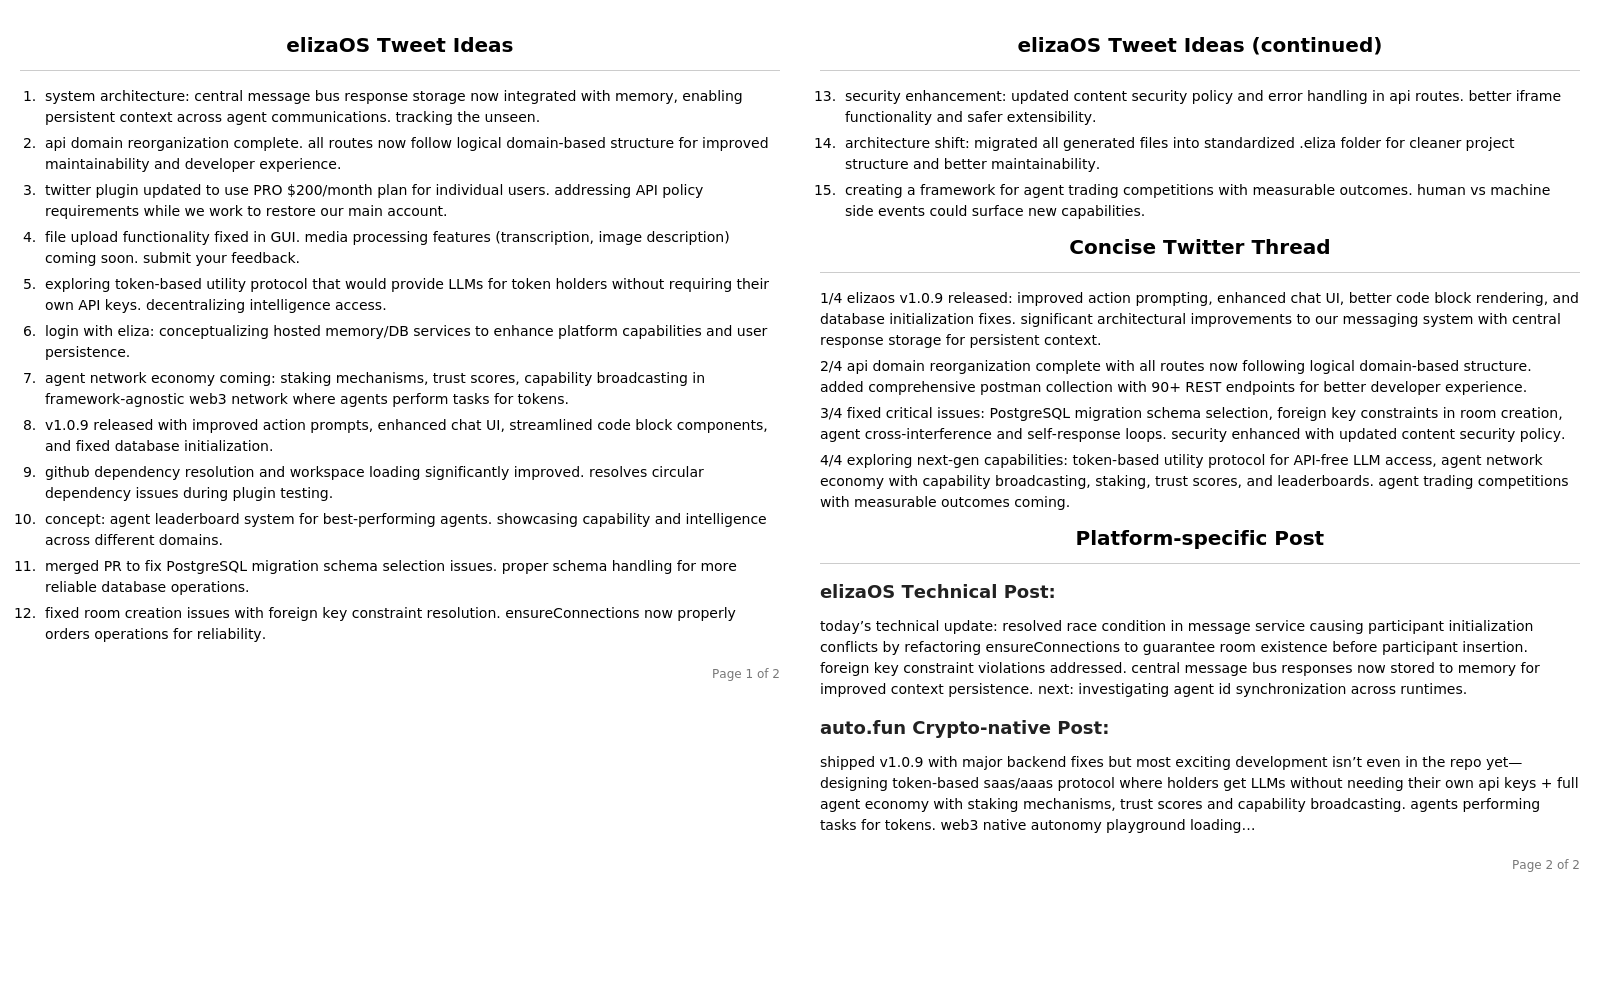 elizaOS Tweet Ideas
1. system architecture: central message bus response storage now integrated with memory, enabling
persistent context across agent communications. tracking the unseen.
2. api domain reorganization complete. all routes now follow logical domain-based structure for improved
maintainability and developer experience.
3. twitter plugin updated to use PRO $200/month plan for individual users. addressing API policy
requirements while we work to restore our main account.
4. file upload functionality fixed in GUI. media processing features (transcription, image description)
coming soon. submit your feedback.
5. exploring token-based utility protocol that would provide LLMs for token holders without requiring their
own API keys. decentralizing intelligence access.
6. login with eliza: conceptualizing hosted memory/DB services to enhance platform capabilities and user
persistence.
7. agent network economy coming: staking mechanisms, trust scores, capability broadcasting in
framework-agnostic web3 network where agents perform tasks for tokens.
8. v1.0.9 released with improved action prompts, enhanced chat UI, streamlined code block components,
and fixed database initialization.
9. github dependency resolution and workspace loading significantly improved. resolves circular
dependency issues during plugin testing.
10. concept: agent leaderboard system for best-performing agents. showcasing capability and intelligence
across different domains.
11. merged PR to fix PostgreSQL migration schema selection issues. proper schema handling for more
reliable database operations.
12. fixed room creation issues with foreign key constraint resolution. ensureConnections now properly
orders operations for reliability.
Page 1 of 2
elizaOS Tweet Ideas (continued)
13. security enhancement: updated content security policy and error handling in api routes. better iframe
functionality and safer extensibility.
14. architecture shift: migrated all generated files into standardized .eliza folder for cleaner project
structure and better maintainability.
15. creating a framework for agent trading competitions with measurable outcomes. human vs machine
side events could surface new capabilities.
Concise Twitter Thread
1/4 elizaos v1.0.9 released: improved action prompting, enhanced chat UI, better code block rendering, and
database initialization fixes. significant architectural improvements to our messaging system with central
response storage for persistent context.
2/4 api domain reorganization complete with all routes now following logical domain-based structure.
added comprehensive postman collection with 90+ REST endpoints for better developer experience.
3/4 fixed critical issues: PostgreSQL migration schema selection, foreign key constraints in room creation,
agent cross-interference and self-response loops. security enhanced with updated content security policy.
4/4 exploring next-gen capabilities: token-based utility protocol for API-free LLM access, agent network
economy with capability broadcasting, staking, trust scores, and leaderboards. agent trading competitions
with measurable outcomes coming.
Platform-specific Post
elizaOS Technical Post:
today’s technical update: resolved race condition in message service causing participant initialization
conflicts by refactoring ensureConnections to guarantee room existence before participant insertion.
foreign key constraint violations addressed. central message bus responses now stored to memory for
improved context persistence. next: investigating agent id synchronization across runtimes.
auto.fun Crypto-native Post:
shipped v1.0.9 with major backend fixes but most exciting development isn’t even in the repo yet—
designing token-based saas/aaas protocol where holders get LLMs without needing their own api keys + full
agent economy with staking mechanisms, trust scores and capability broadcasting. agents performing
tasks for tokens. web3 native autonomy playground loading…
Page 2 of 2